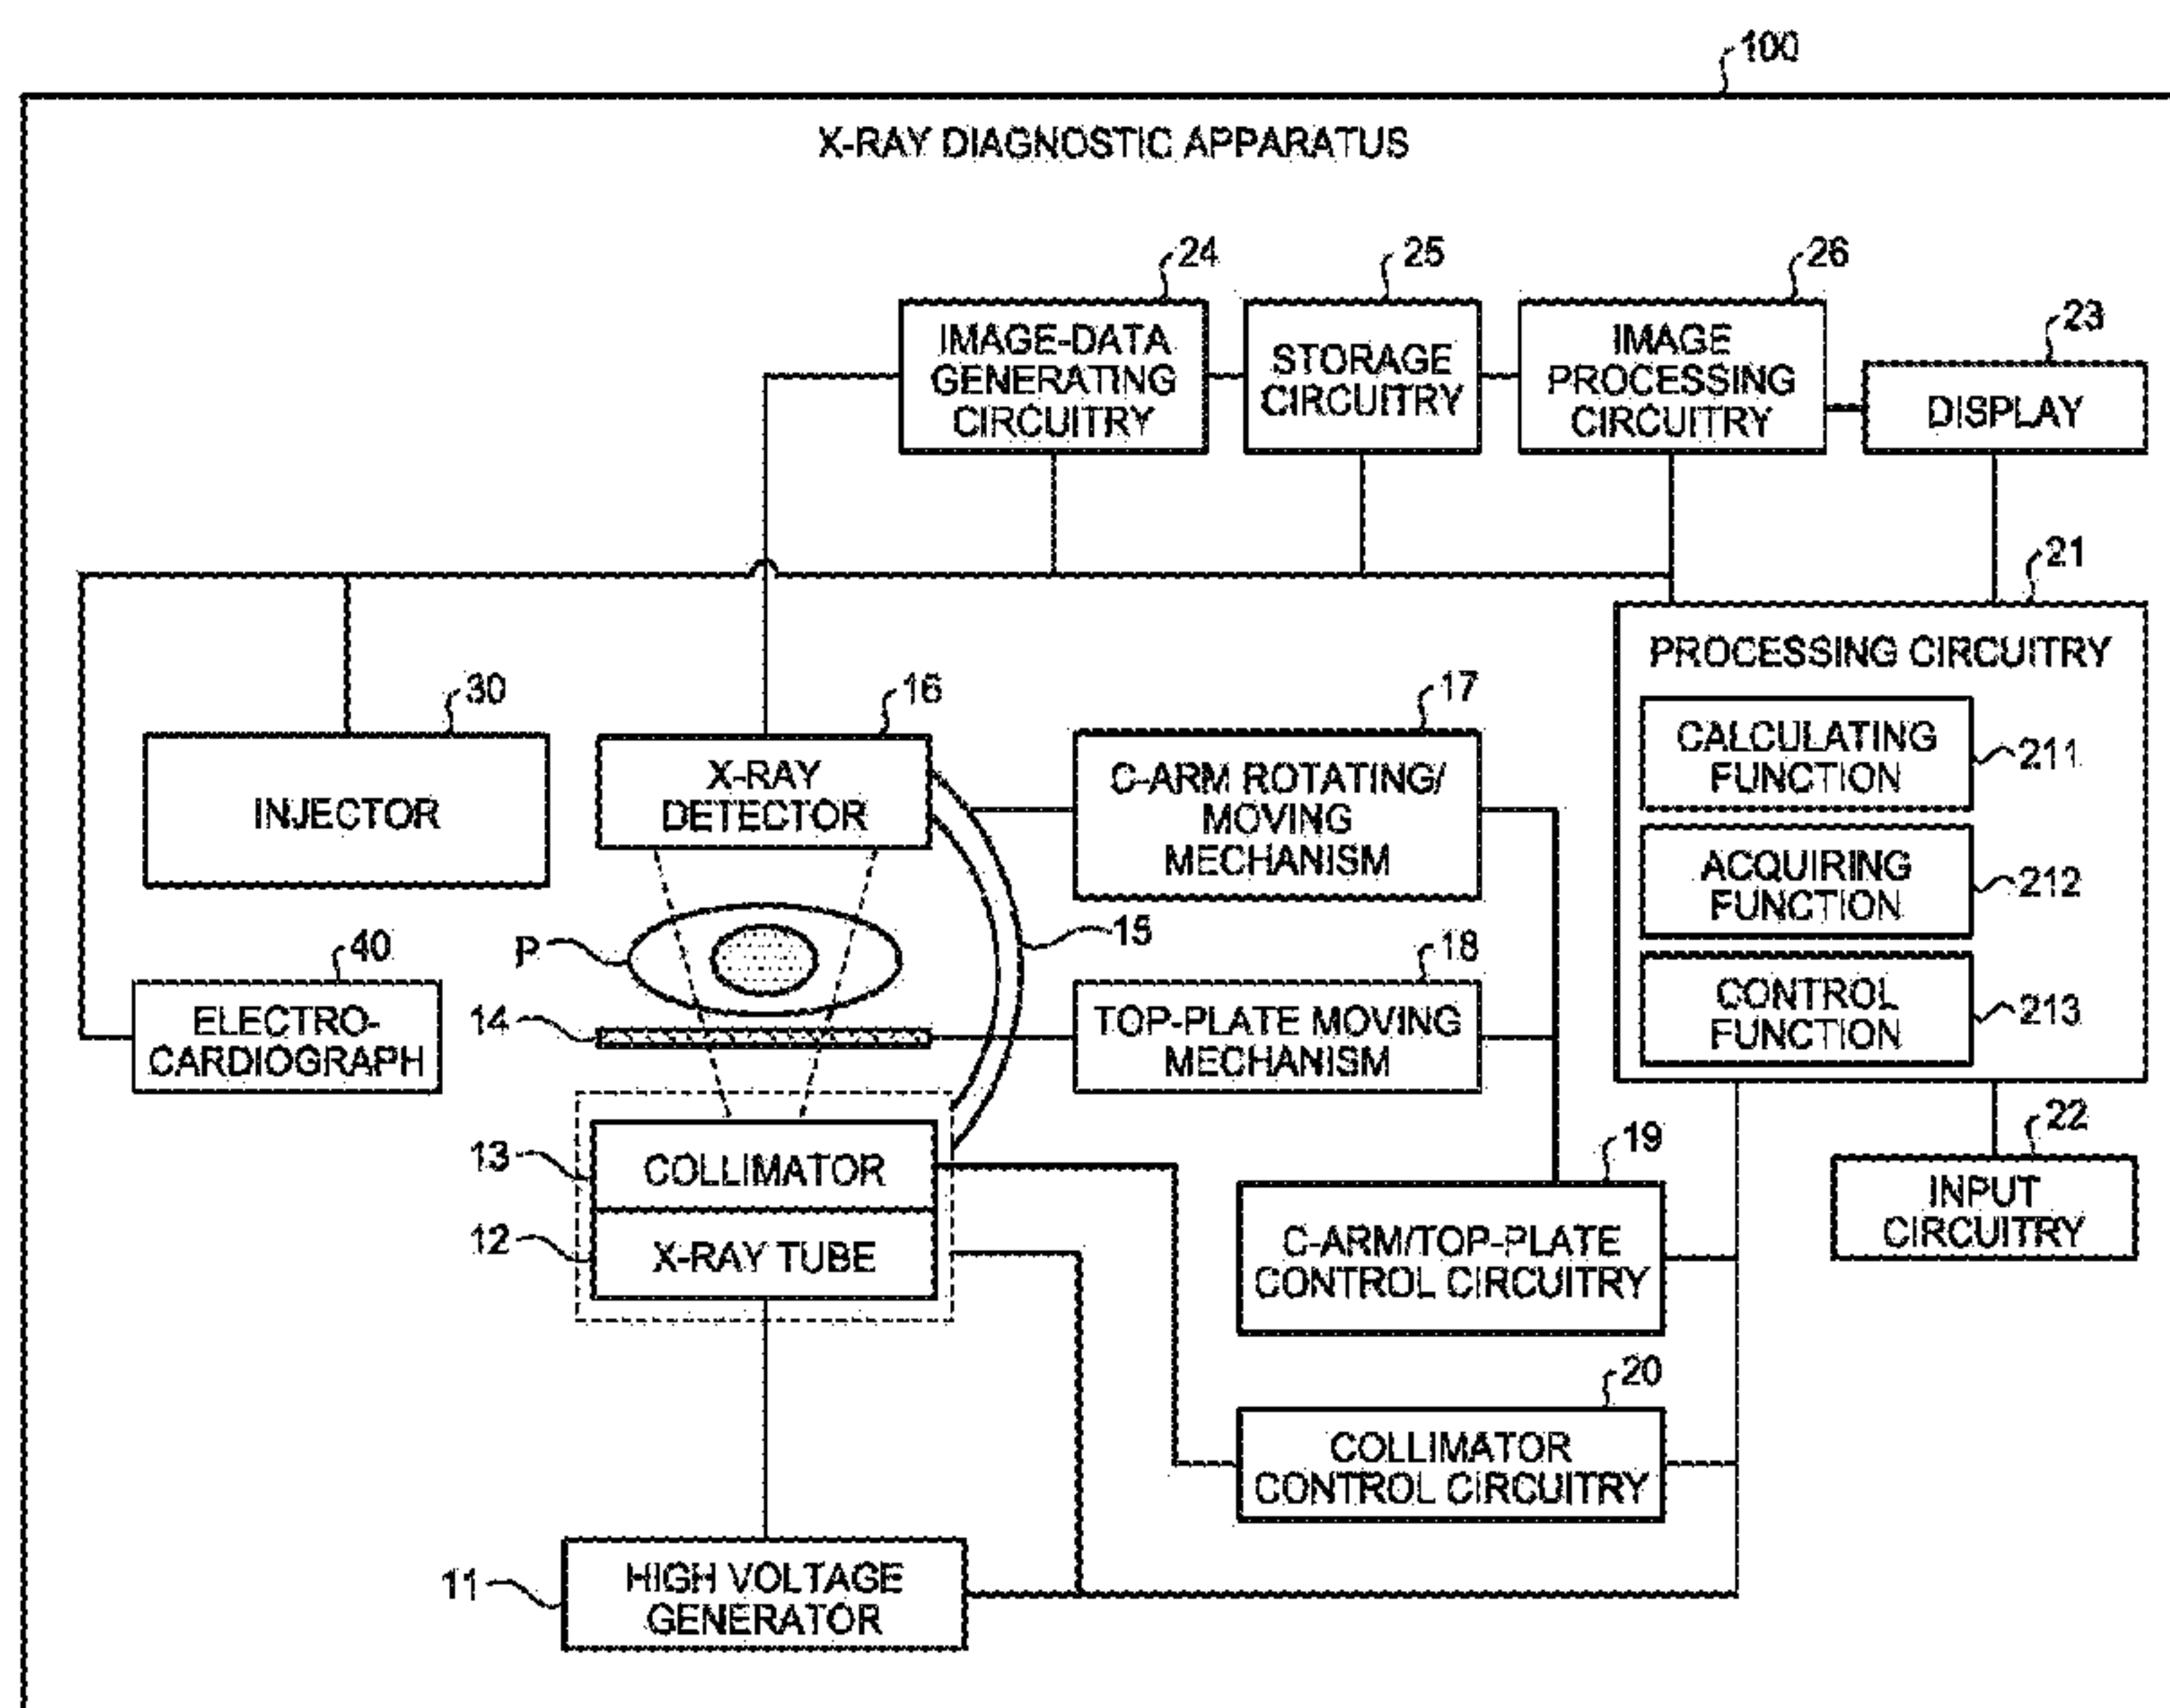 100
X-RAY DIAGNOSTIC APPARATUS
24
25
26
23
IMAGE-DATA
GENERATING
CIRCUITRY
STORAGE
CIRCUITRY
IMAGE
PROCESSING
CIRCUITRY
DISPLAY
21
PROCESSING CIRCUITRY
CALCULATING
FUNCTION
211
ACQUIRING
FUNCTION
212
CONTROL
FUNCTION
213
30
INJECTOR
16
X-RAY
DETECTOR
17
C-ARM ROTATING/
MOVING
MECHANISM
P
15
40
ELECTRO-
CARDIOGRAPH
14
18
TOP-PLATE MOVING
MECHANISM
13
COLLIMATOR
12
X-RAY TUBE
19
C-ARM/TOP-PLATE
CONTROL CIRCUITRY
22
INPUT
CIRCUITRY
20
COLLIMATOR
CONTROL CIRCUITRY
11
HIGH VOLTAGE
GENERATOR